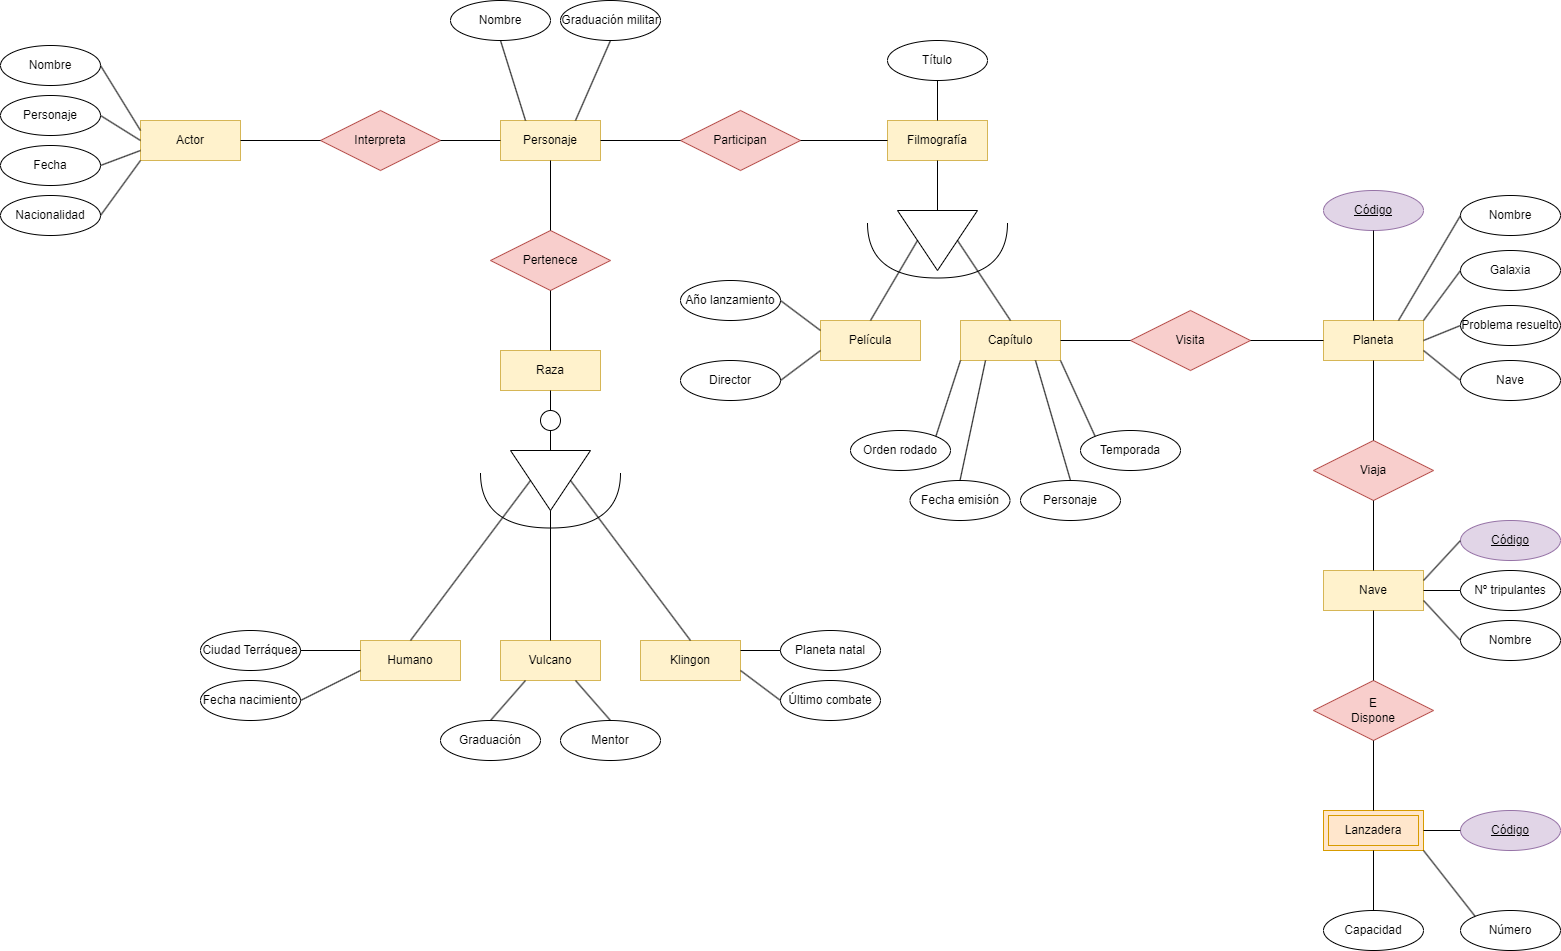 Nombre
Graduación militar
Título
Nombre
Personaje
Fecha
Nacionalidad
Actor
Interpreta
Personaje
Participan
Filmografía
Código
Nombre
Galaxia
Problema resuelto
Nave
Pertenece
Año lanzamiento
Director
Película
Capítulo
Visita
Planeta
Raza
Orden rodado
Fecha emisión
Personaje
Temporada
Viaja
Código
Nº tripulantes
Nombre
Nave
Ciudad Terráquea
Fecha nacimiento
Humano
Vulcano
Klingon
Planeta natal
Último combate
Graduación
Mentor
E
Dispone
Lanzadera
Código
Capacidad
Número